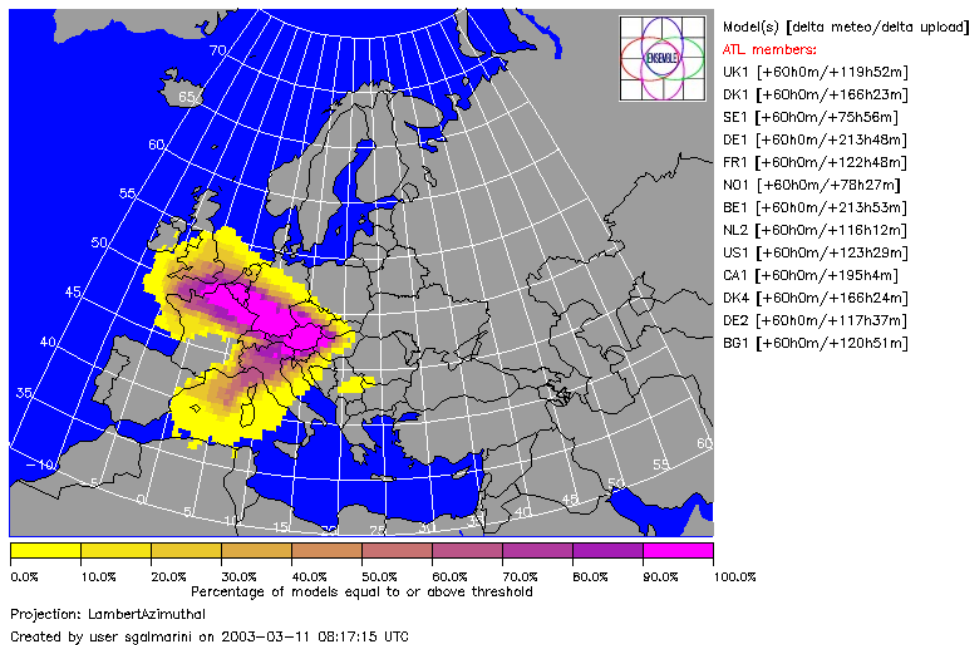 Model(s) [delta meteo/delta upload]
ATL members:
UK1 [+60h0m/+119h52m]
DK1 [+60h0m/+166h23m]
SE1 [+60h0m/+75h56m]
DE1 [+60h0m/+213h48m]
FR1 [+60h0m/+122h48m]
NO1 [+60h0m/+78h27m]
BE1 [+60h0m/+213h53m]
NL2 [+60h0m/+116h12m]
US1 [+60h0m/+123h29m]
CA1 [+60h0m/+195h4m]
DK4 [+60h0m/+166h24m]
DE2 [+60h0m/+117h37m]
BG1 [+60h0m/+120h51m]
ENSEMBLE
70
65
60
55
50
45
40
35
-10 -5 0 5 10 15 20 25 30 35 40 45 50 55 60
0.0% 10.0% 20.0% 30.0% 40.0% 50.0% 60.0% 70.0% 80.0% 90.0% 100.0%
Percentage of models equal to or above threshold
Projection: LambertAzimuthal
Created by user sgalmarini on 2003-03-11 08:17:15 UTC